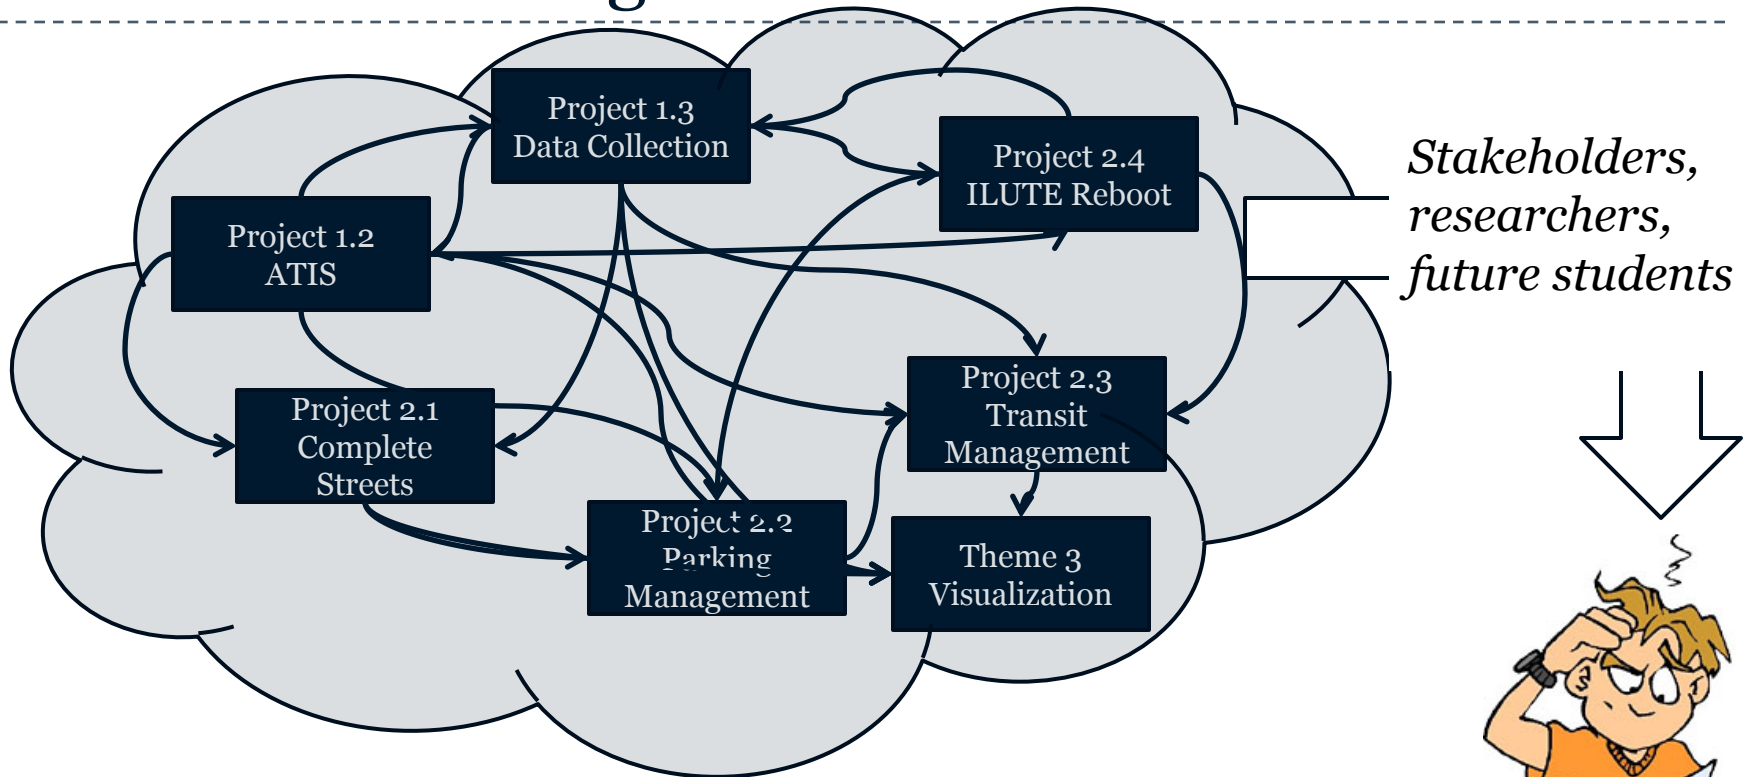 Project 1.3
Data Collection
Project 2.4
ILUTE Reboot
Stakeholders,
researchers,
future students
Project 1.2
ATIS
Project 2.1
Complete
Streets
Project 2.3
Transit
Management
Project 2.2
Parking
Management
Theme 3
Visualization